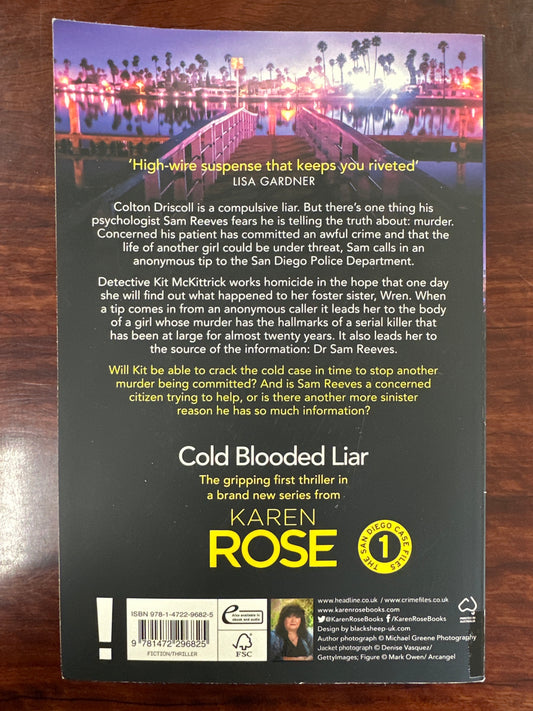 ‘High-wire suspense that keeps you riveted’
LISA GARDNER
Colton Driscoll is a compulsive liar. But there's one thing his
psychologist Sam Reeves fears he is telling the truth about: murder.
Concerned his patient has committed an awful crime and that the
life of another girl could be under threat, Sam calls in an
anonymous tip to the San Diego Police Department.
Detective Kit McKittrick works homicide in the hope that one day
she will find out what happened to her foster sister, Wren. When
a tip comes in from an anonymous caller it leads her to the body
of a girl whose murder has the hallmarks of a serial killer that
has been at large for almost twenty years. It also leads her
to the source of the information: Dr Sam Reeves.
Will Kit be able to crack the cold case in time to stop another
murder being committed? And is Sam Reeves a concerned
citizen trying to help, or is there another more sinister
reason he has so much information?
Cold Blooded Liar
The gripping first thriller in
a brand new series from
KAREN
ROSE
THE SAN DIEGO CASE FILES
1
!
ISBN 978-1-4722-9682-5
9 781472 296825
FICTION/THRILLER
e
Also available in
ebook and audio
FSC
www.headline.co.uk / www.crimefiles.co.uk
www.karenrosebooks.com
@KarenRoseBooks /KarenRoseBooks
Design by blacksheep-uk.com
Author photograph © Michael Greene Photography
Jacket photograph © Denise Vasquez/
GettyImages; Figure © Mark Owen/ Arcangel